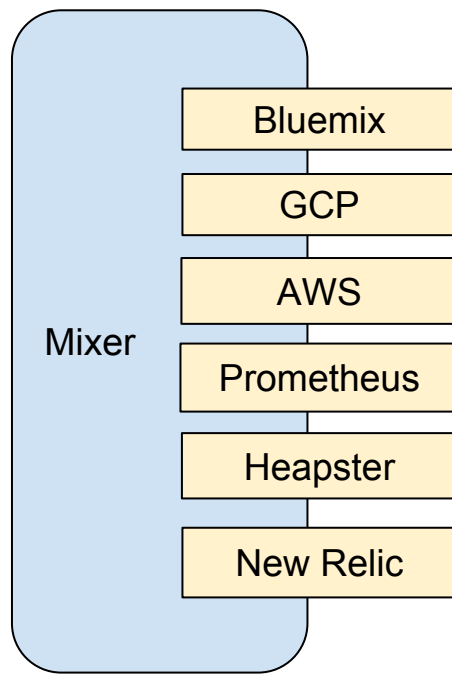 Mixer
Bluemix
GCP
AWS
Prometheus
Heapster
New Relic